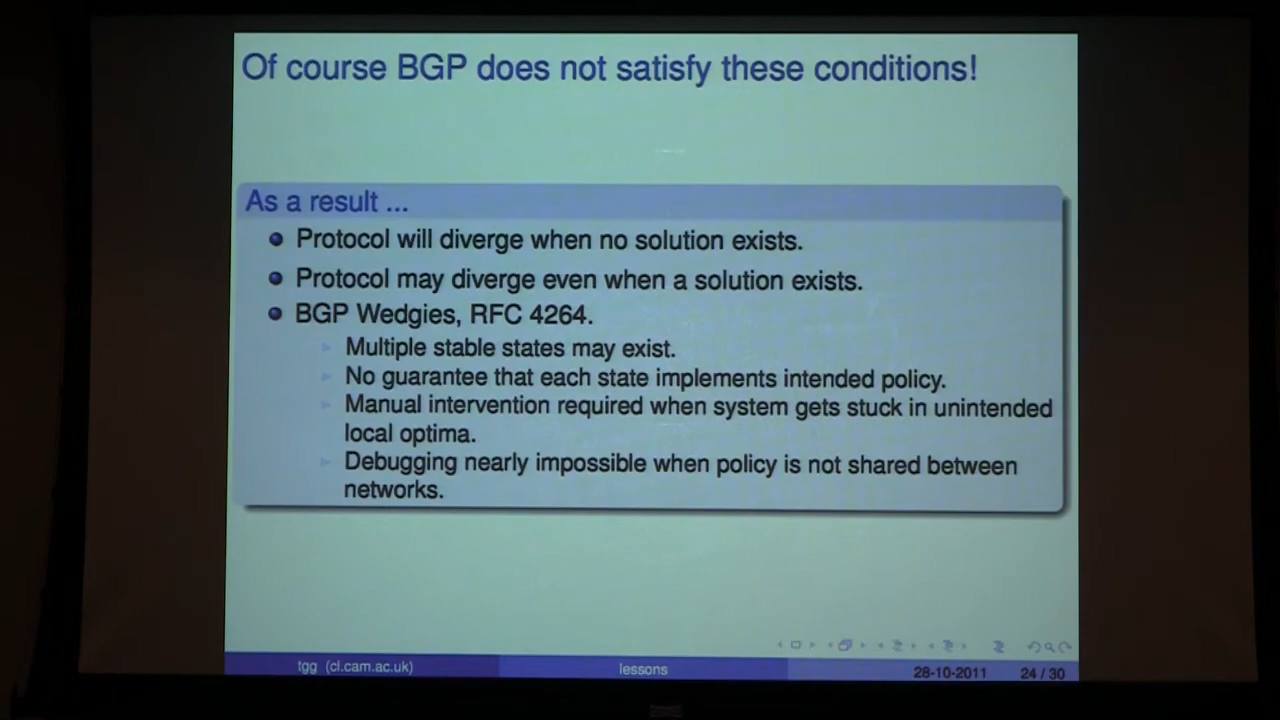 Of course BGP does not satisfy these conditions!
As a result ...
Protocol will diverge when no solution exists.
Protocol may diverge even when a solution exists.
BGP Wedgies, RFC 4264.
Multiple stable states may exist.
No guarantee that each state implements intended policy.
Manual intervention required when system gets stuck in unintended
local optima.
Debugging nearly impossible when policy is not shared between
networks.
tgg (cl.cam.ac.uk)
lessons
28-10-2011
24 / 30